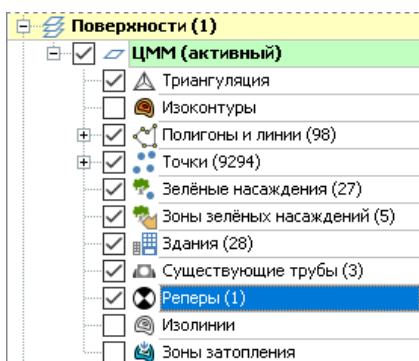 Поверхности (1)
ЦММ (активный)
Триангуляция
Изоконтуры
Полигоны и линии (98)
Точки (9294)
Зелёные насаждения (27)
Зоны зелёных насаждений (5)
Здания (28)
Существующие трубы (3)
Реперы (1)
Изолинии
Зоны затопления